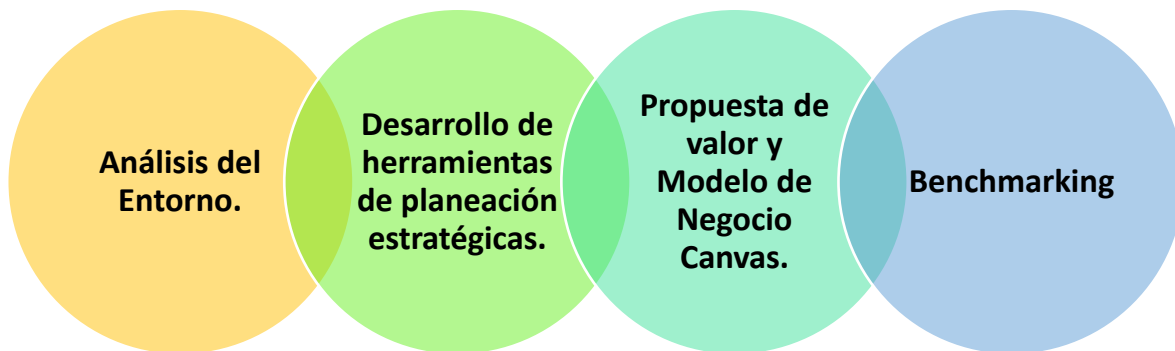 Análisis del
Entorno.
Desarrollo de
herramientas
de planeación
estratégicas.
Propuesta de
valor y
Modelo de
Negocio
Canvas.
Benchmarking